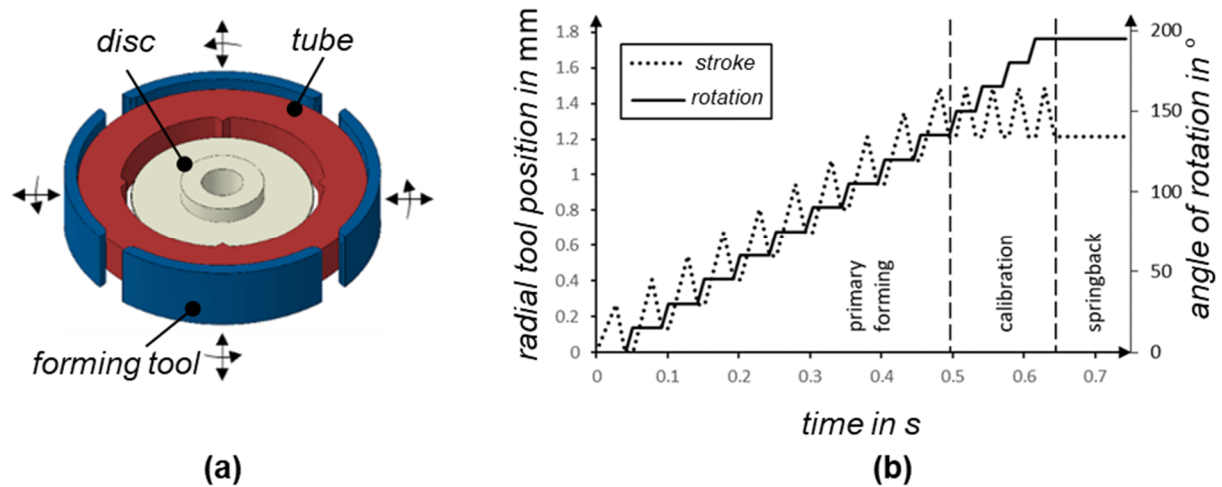 disc
tube
forming tool
(a)
radial tool position in mm
1.8
1.6
1.4
1.2
1
0.8
0.6
0.4
0.2
0
stroke
rotation
primary
forming
calibration
springback
200
150
100
50
0
angle of rotation in °
0
0.1
0.2
0.3
0.4
0.5
0.6
0.7
time in s
(b)